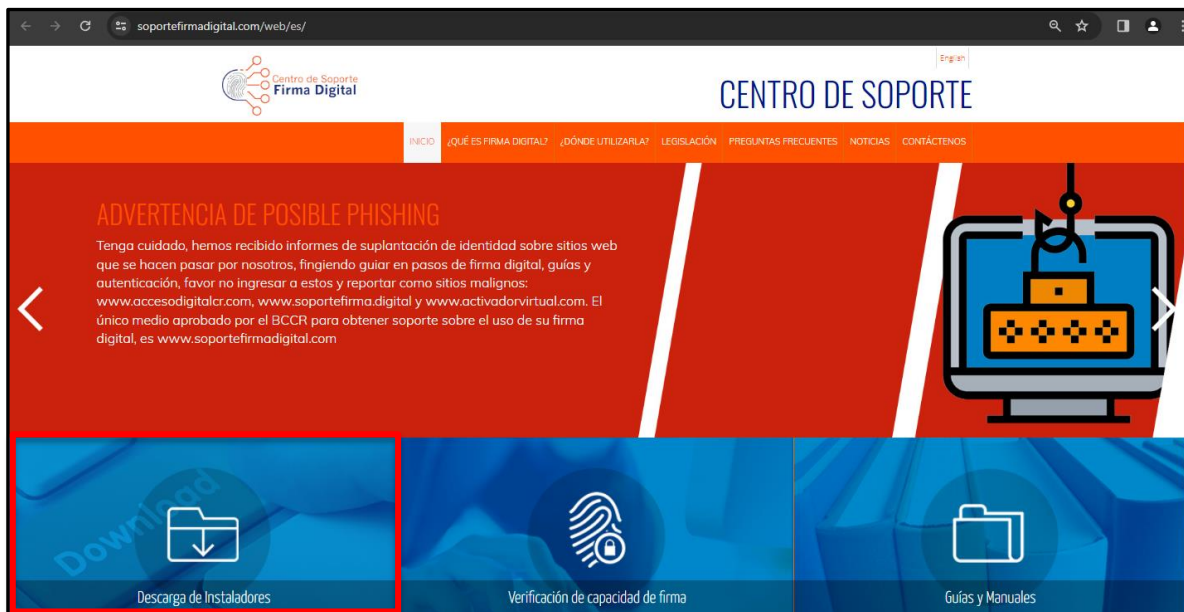 soportefirmadigital.com/web/es/
English
Centro de Soporte
Firma Digital
CENTRO DE SOPORTE
INICIO ¿QUÉ ES FIRMA DIGITAL? ¿DÓNDE UTILIZARLA? LEGISLACIÓN PREGUNTAS FRECUENTES NOTICIAS CONTÁCTENOS
ADVERTENCIA DE POSIBLE PHISHING
Tenga cuidado, hemos recibido informes de suplantación de identidad sobre sitios web
que se hacen pasar por nosotros, fingiendo guiar en pasos de firma digital, guías y
autenticación, favor no ingresar a estos y reportar como sitios malignos:
www.accesodigitalcr.com, www.soportefirma.digital y www.activadorvirtual.com. El
único medio aprobado por el BCCR para obtener soporte sobre el uso de su firma
digital, es www.soportefirmadigital.com
Download
Descarga de Instaladores
Verificación de capacidad de firma
Guías y Manuales